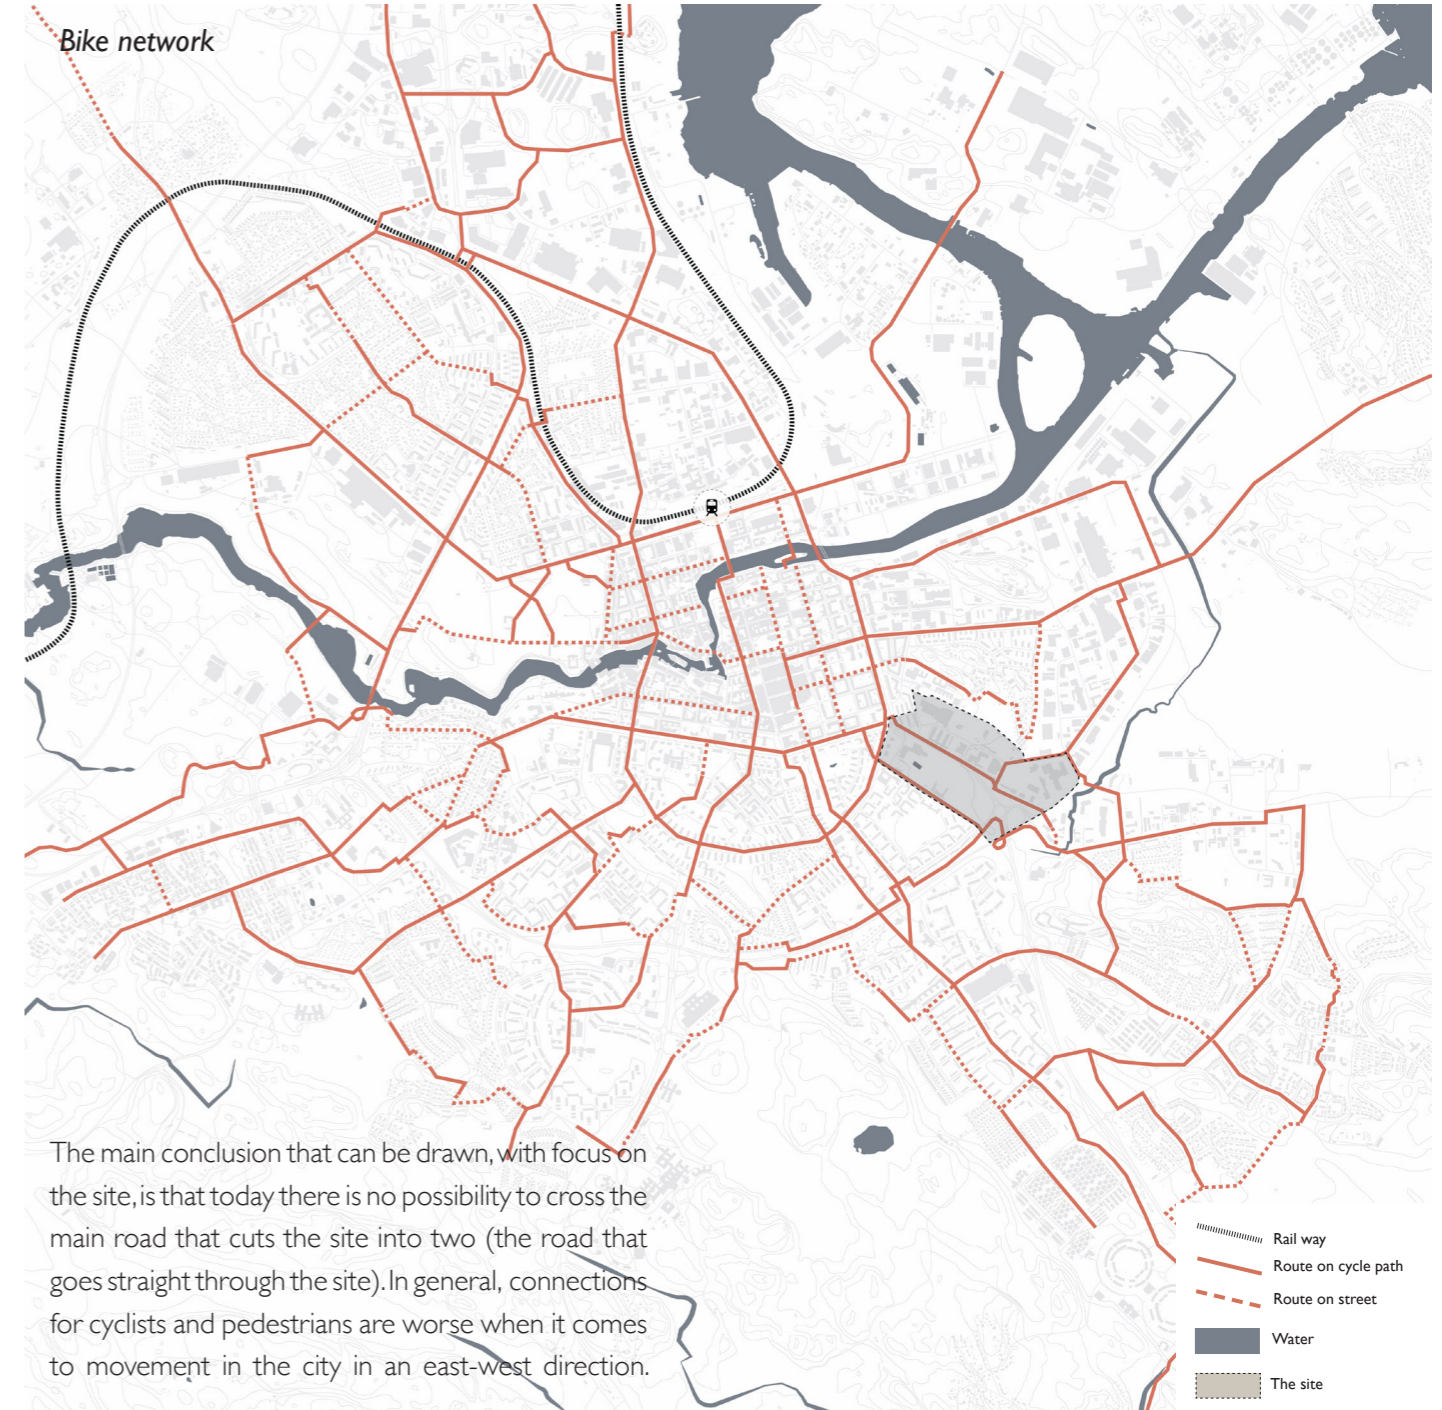 Bike network
The main conclusion that can be drawn, with focus on
the site, is that today there is no possibility to cross the
main road that cuts the site into two (the road that
goes straight through the site). In general, connections
for cyclists and pedestrians are worse when it comes
to movement in the city in an east-west direction.
Rail way
Route on cycle path
Route on street
Water
The site